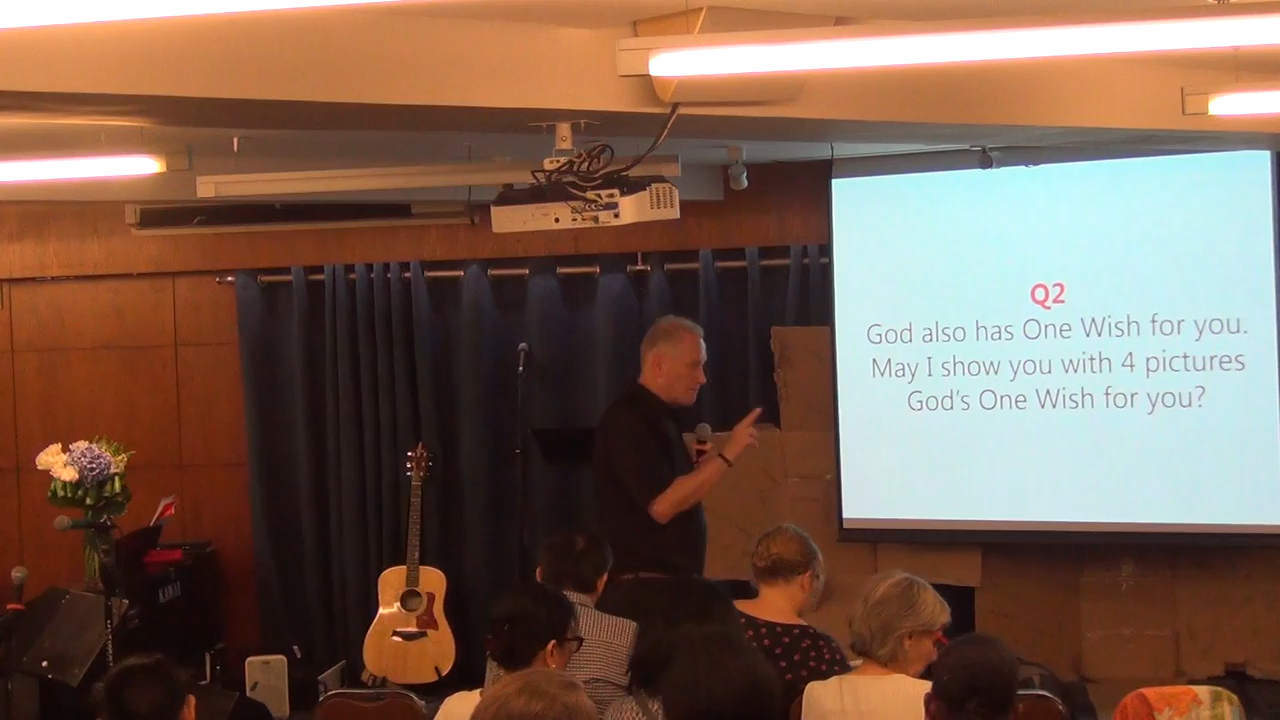 Q2
God also has One Wish for you.
May I show you with 4 pictures
God's One Wish for you?
KAWAI